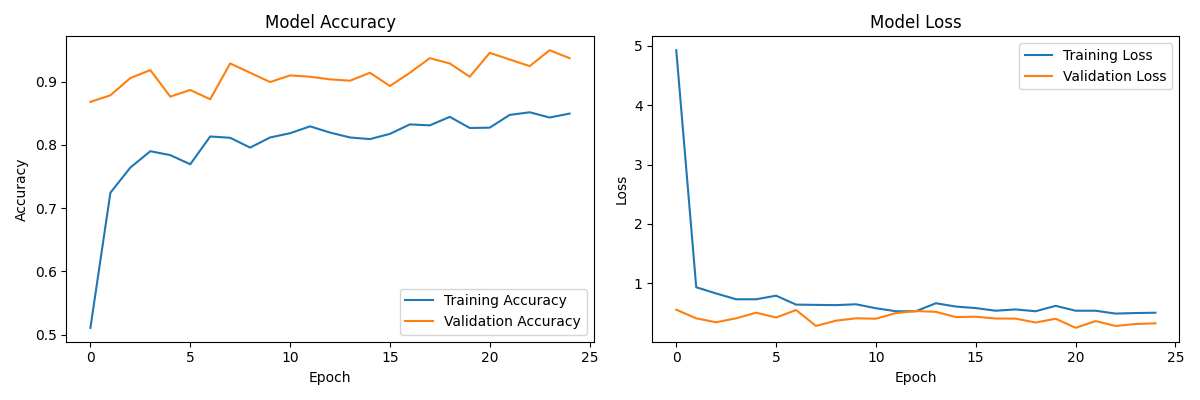 Model Accuracy
Accuracy
0.9
0.8
0.7
0.6
0.5
Training Accuracy
Validation Accuracy
0 5 10 15 20 25
Epoch
Model Loss
Loss
5
4
3
2
1
Training Loss
Validation Loss
0 5 10 15 20 25
Epoch